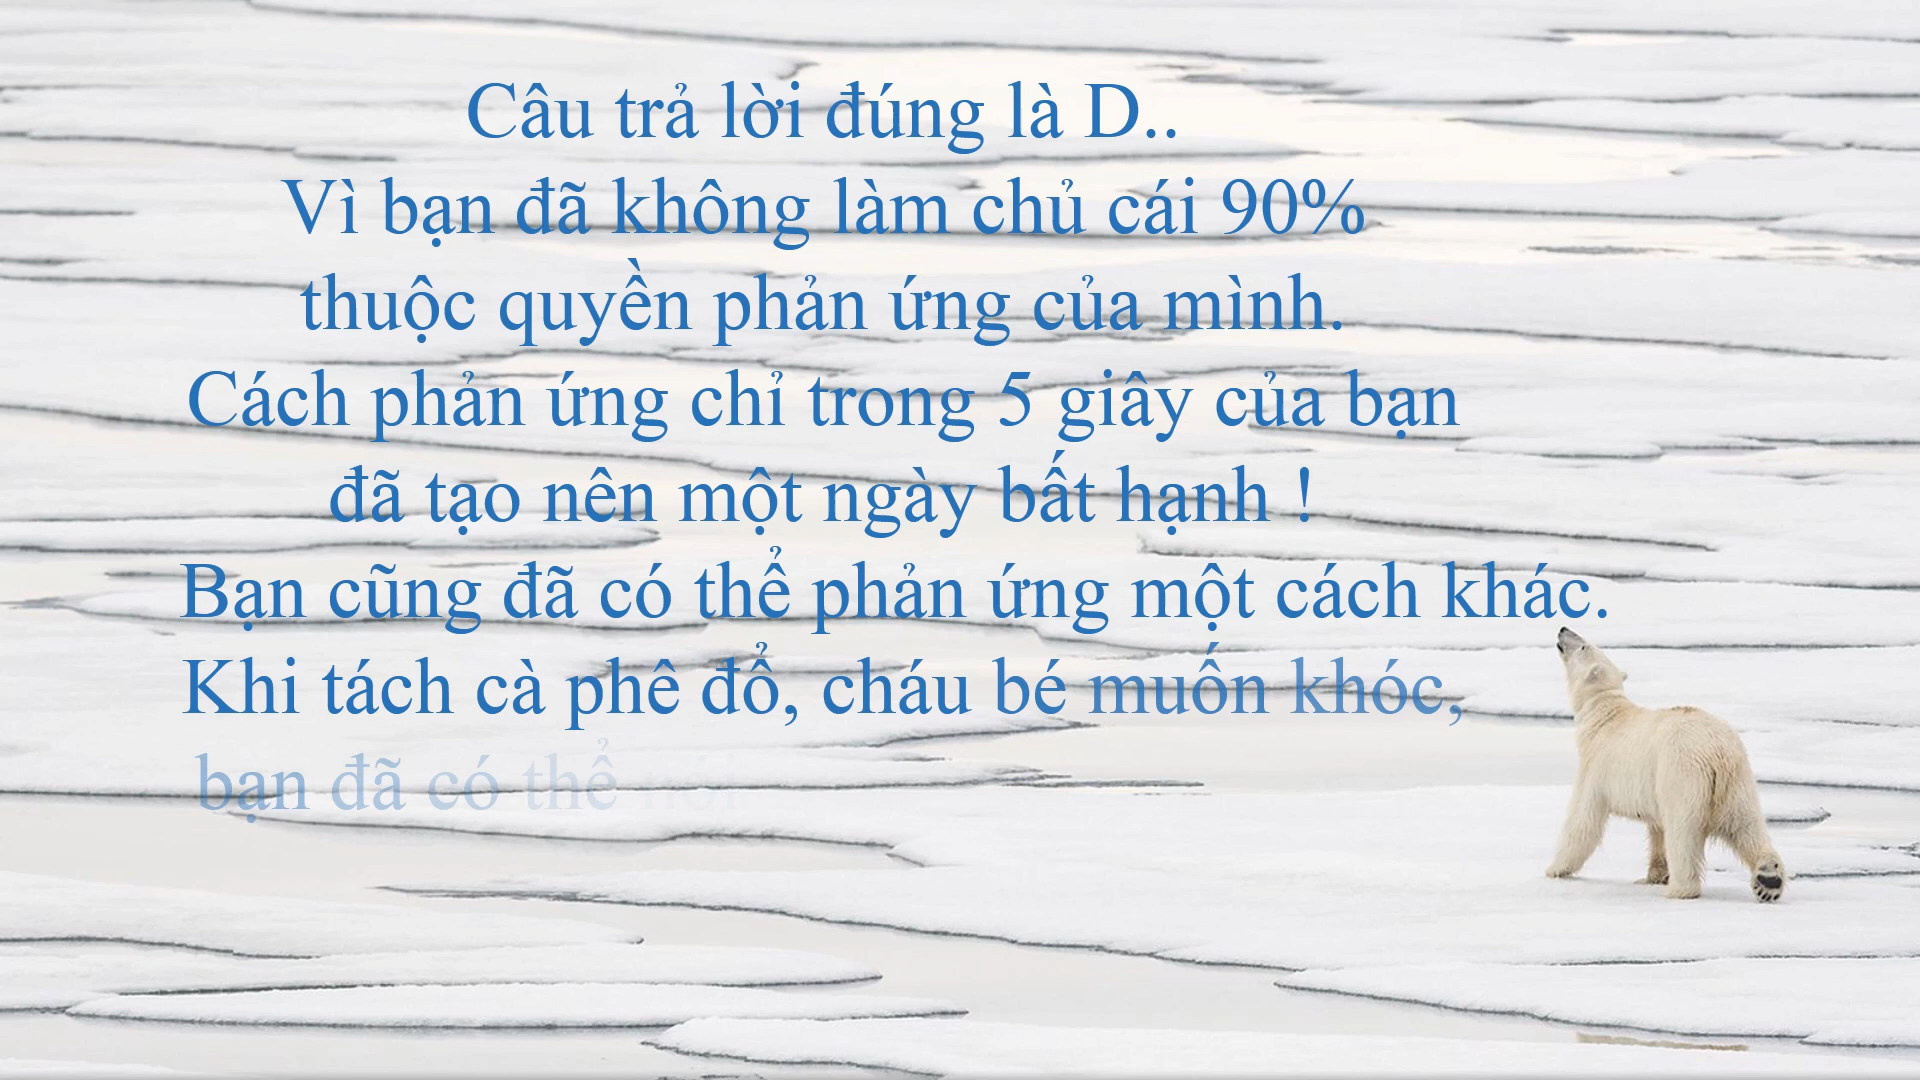 Câu trả lời đúng là D..
Vì bạn đã không làm chủ cái 90%
thuộc quyền phản ứng của mình.
Cách phản ứng chỉ trong 5 giây của bạn
đã tạo nên một ngày bất hạnh !
Bạn cũng đã có thể phản ứng một cách khác.
Khi tách cà phê đổ, cháu bé muốn khóc,
bạn đã có thể nói